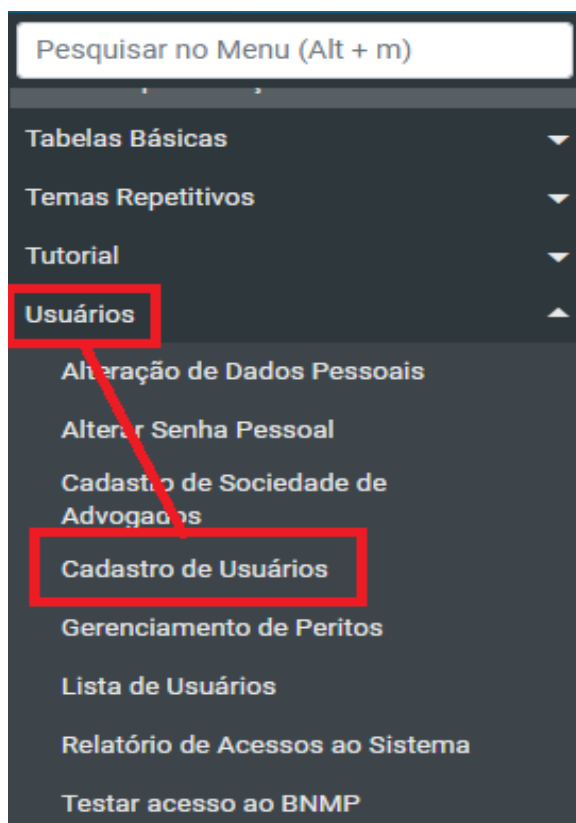 Pesquisar no Menu (Alt + m)
Tabelas Básicas
Temas Repetitivos
Tutorial
Usuários
Alteração de Dados Pessoais
Alterar Senha Pessoal
Cadastro de Sociedade de
Advogados
Cadastro de Usuários
Gerenciamento de Peritos
Lista de Usuários
Relatório de Acessos ao Sistema
Testar acesso ao BNMP